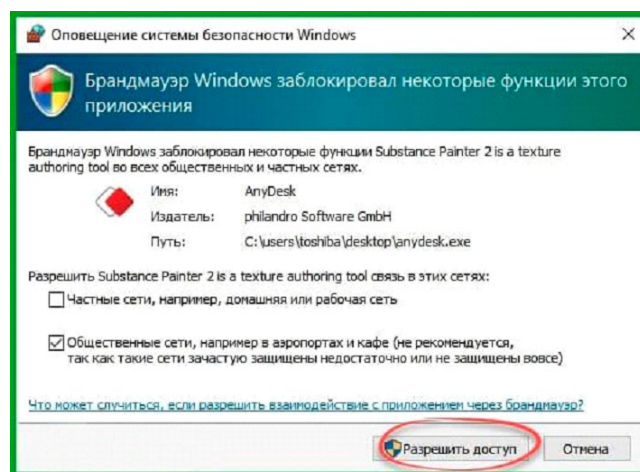 Оповещение системы безопасности Windows
Брандмауэр Windows заблокировал некоторые функции этого
приложения
Брандмауэр Windows заблокировал некоторые функции Substance Painter 2 is a texture
authoring tool во всех общественных и частных сетях.
Имя: AnyDesk
Издатель: philandro Software GmbH
Путь: C:\users\toshiba\desktop\anydesk.exe
Разрешить Substance Painter 2 is a texture authoring tool связь в этих сетях:
Частные сети, например, домашняя или рабочая сеть
Общественные сети, например в аэропортах и кафе (не рекомендуется,
так как такие сети зачастую защищены недостаточно или не защищены вовсе)
Что может случиться, если разрешить взаимодействие с приложением через брандмауэр?
Разрешить доступ Отмена